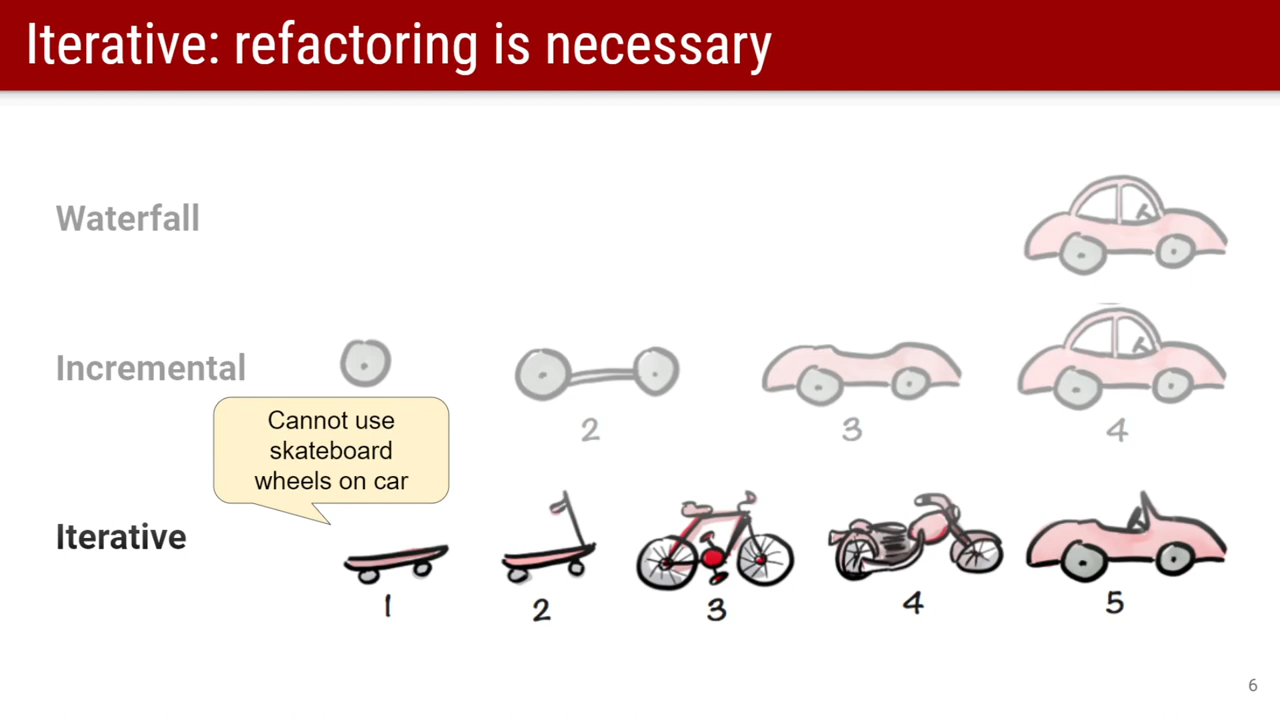 Iterative: refactoring is necessary
Waterfall
Incremental
2
3
4
Cannot use
skateboard
wheels on car
Iterative
1
2
3
4
5
6